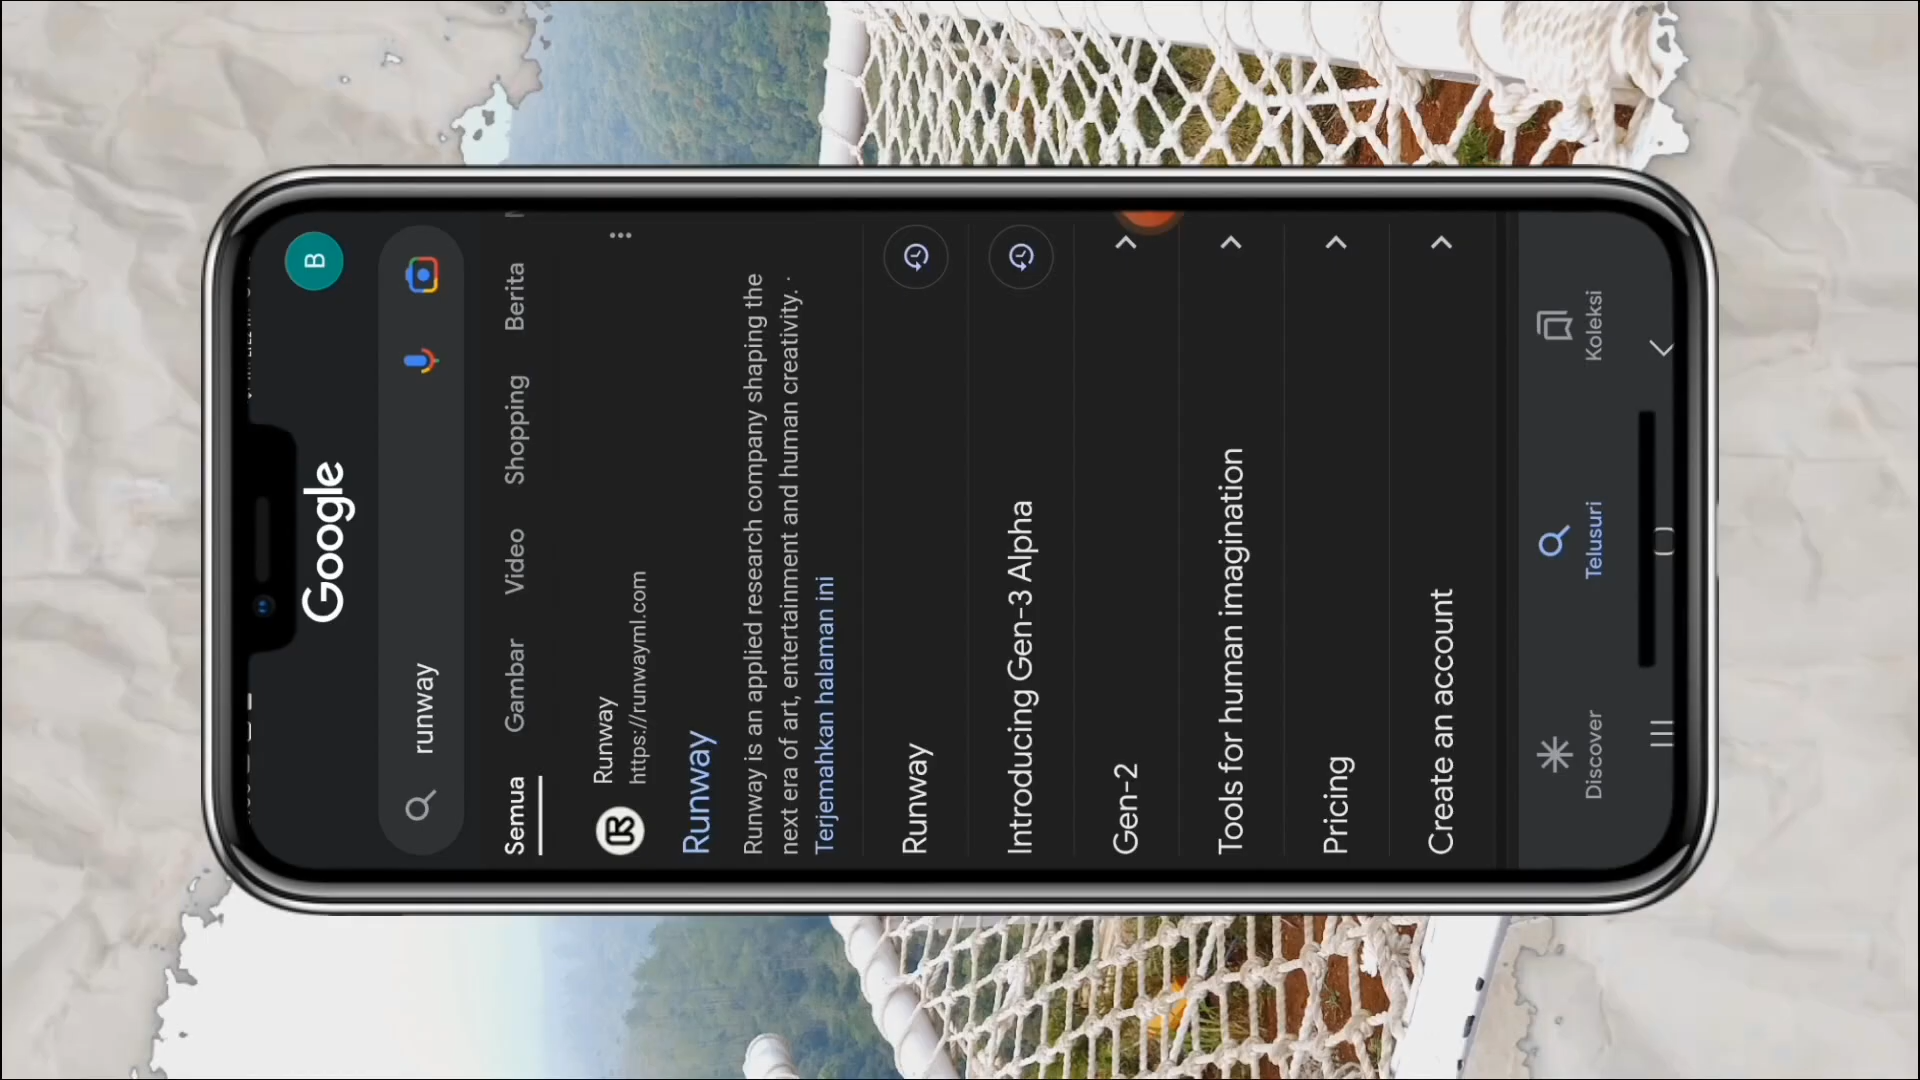 Google
B
runway
Semua Gambar Video Shopping Berita
Runway
https://runwayml.com
Runway
Runway is an applied research company shaping the
next era of art, entertainment and human creativity. ·
Terjemahkan halaman ini
Runway
Introducing Gen-3 Alpha
Gen-2
Tools for human imagination
Pricing
Create an account
Discover Telusuri Koleksi